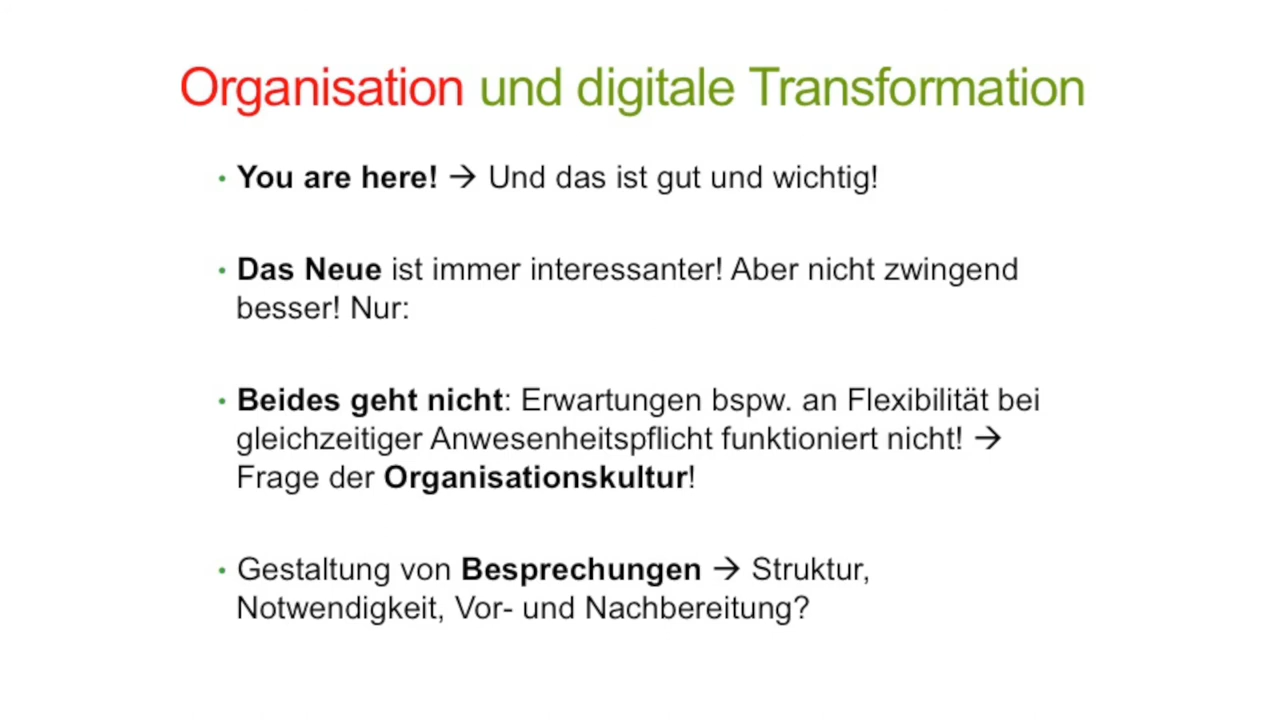 Organisation und digitale Transformation
• You are here! → Und das ist gut und wichtig!
• Das Neue ist immer interessanter! Aber nicht zwingend
besser! Nur:
• Beides geht nicht: Erwartungen bspw. an Flexibilität bei
gleichzeitiger Anwesenheitspflicht funktioniert nicht! →
Frage der Organisationskultur!
• Gestaltung von Besprechungen → Struktur,
Notwendigkeit, Vor- und Nachbereitung?